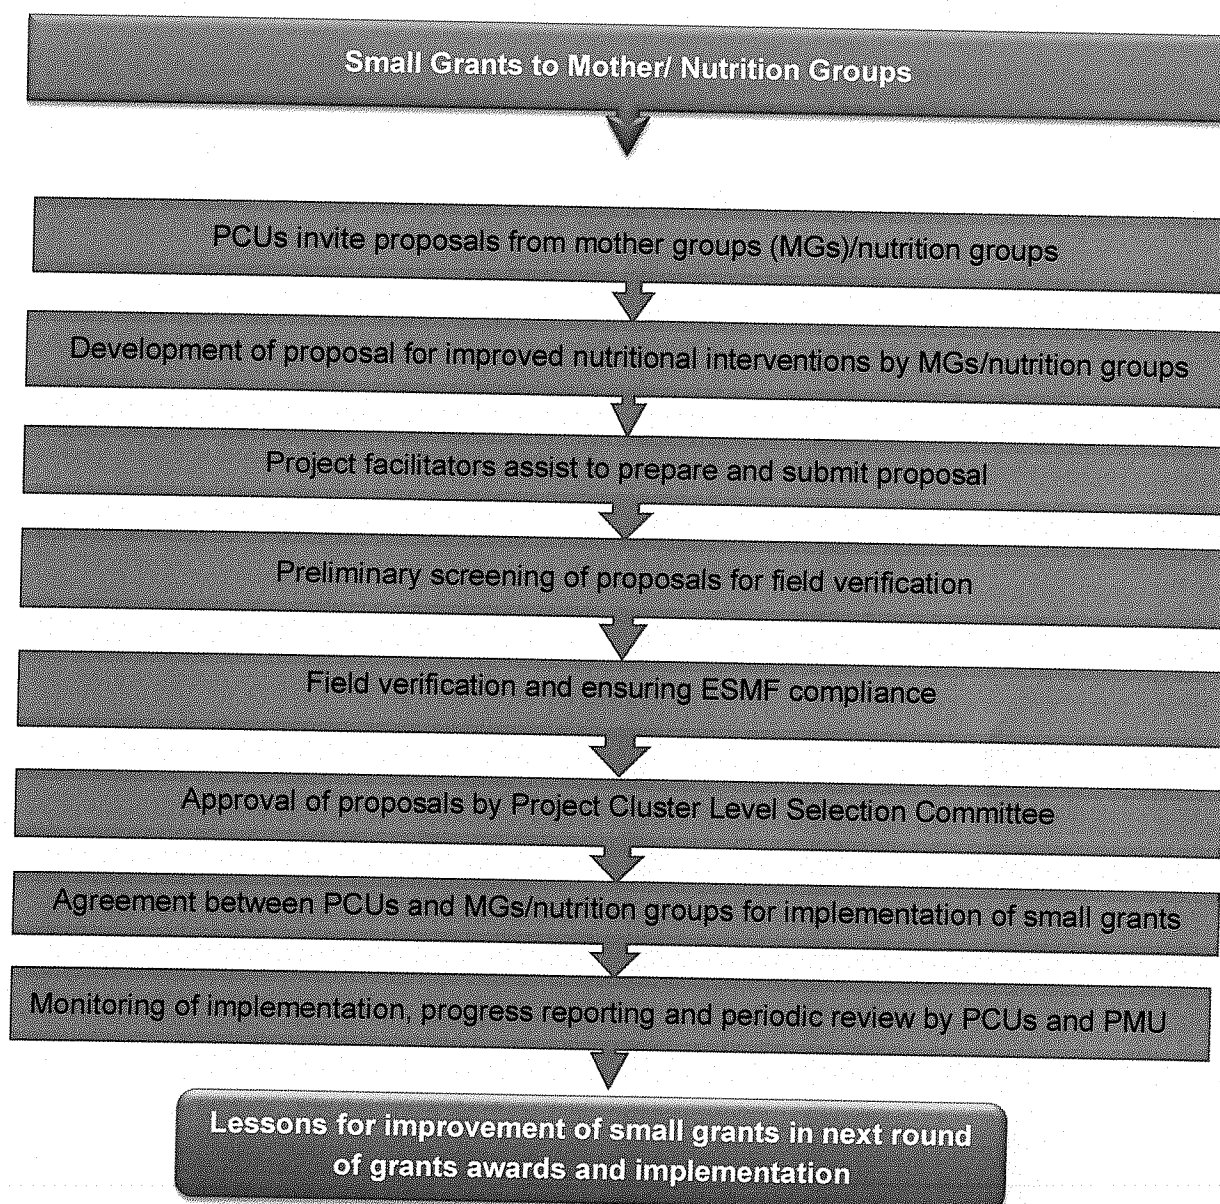 Small Grants to Mother/ Nutrition Groups
PCUs invite proposals from mother groups (MGs)/nutrition groups
Development of proposal for improved nutritional interventions by MGs/nutrition groups
Project facilitators assist to prepare and submit proposal
Preliminary screening of proposals for field verification
Field verification and ensuring ESMF compliance
Approval of proposals by Project Cluster Level Selection Committee
Agreement between PCUs and MGs/nutrition groups for implementation of small grants
Monitoring of implementation, progress reporting and periodic review by PCUs and PMU
Lessons for improvement of small grants in next round
of grants awards and implementation